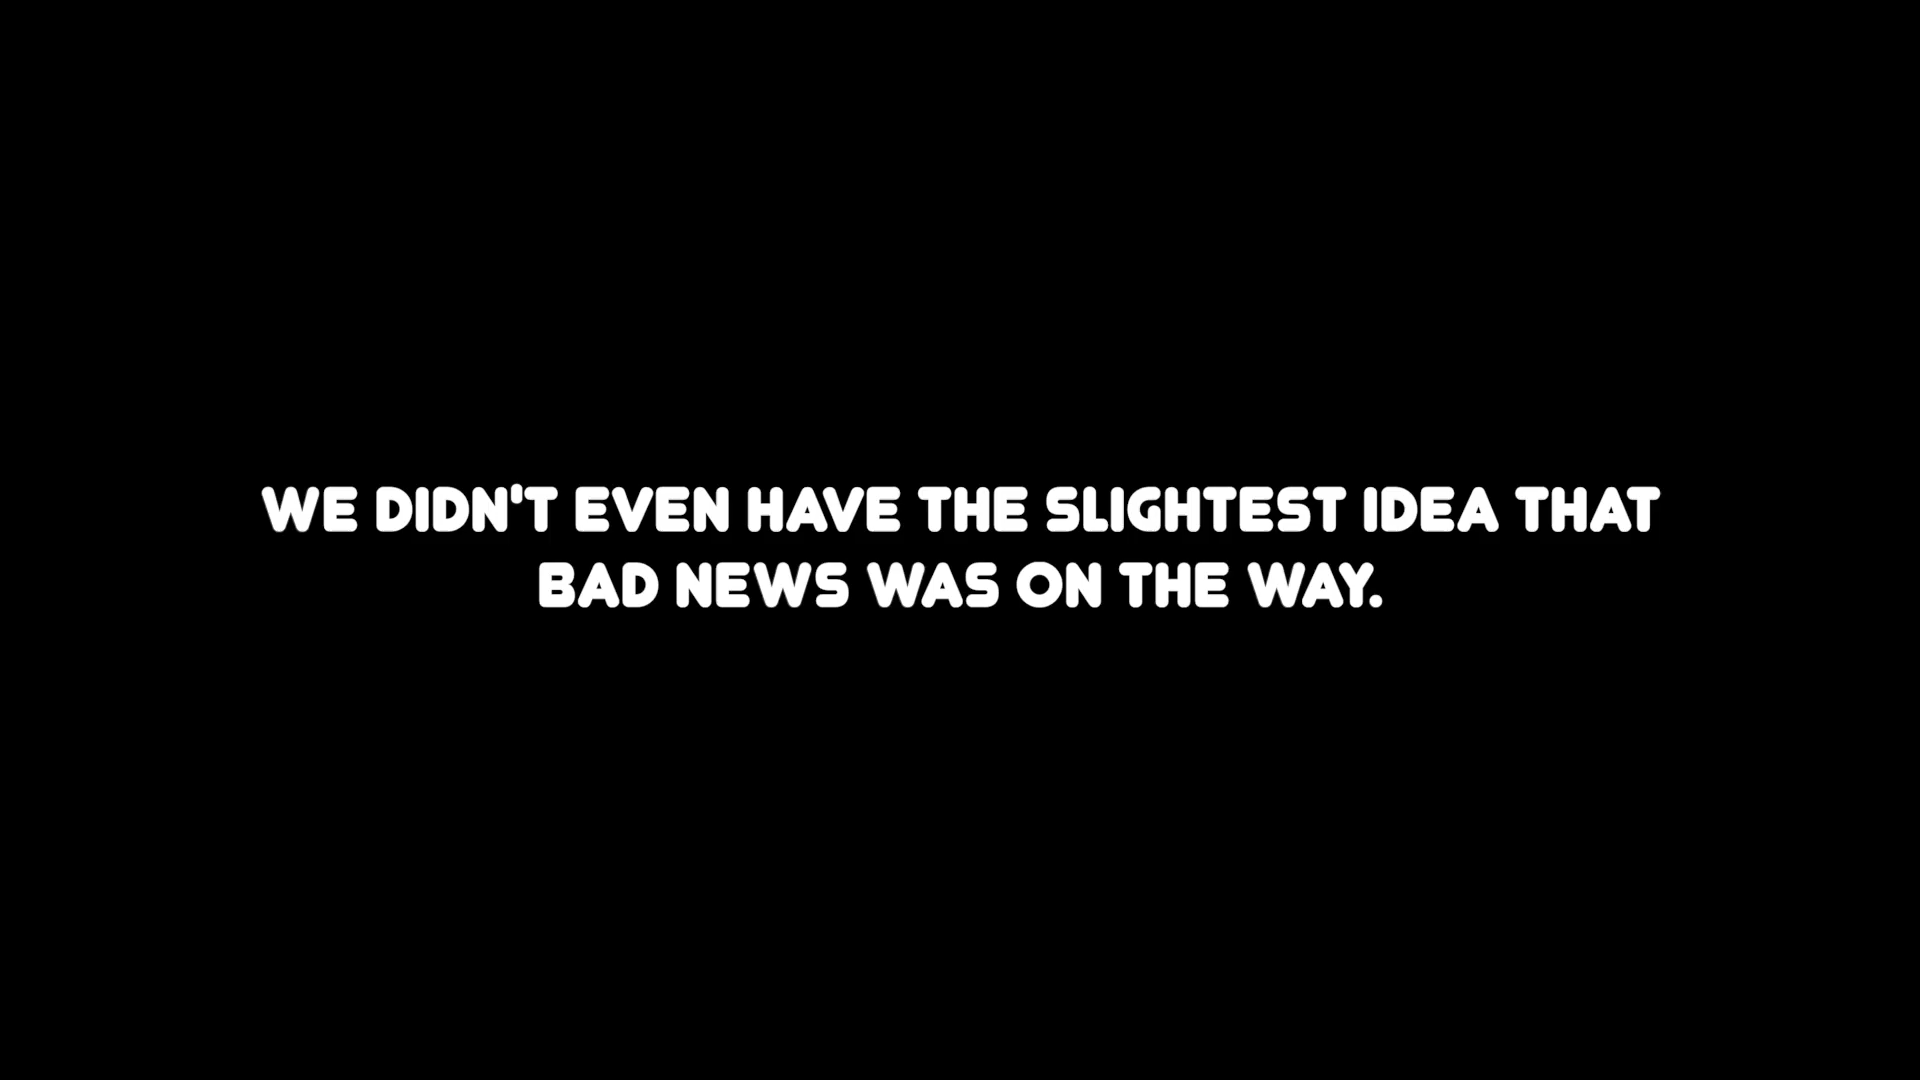 WE DIDN'T EVEN HAVE THE SLIGHTEST IDEA THAT
BAD NEWS WAS ON THE WAY.